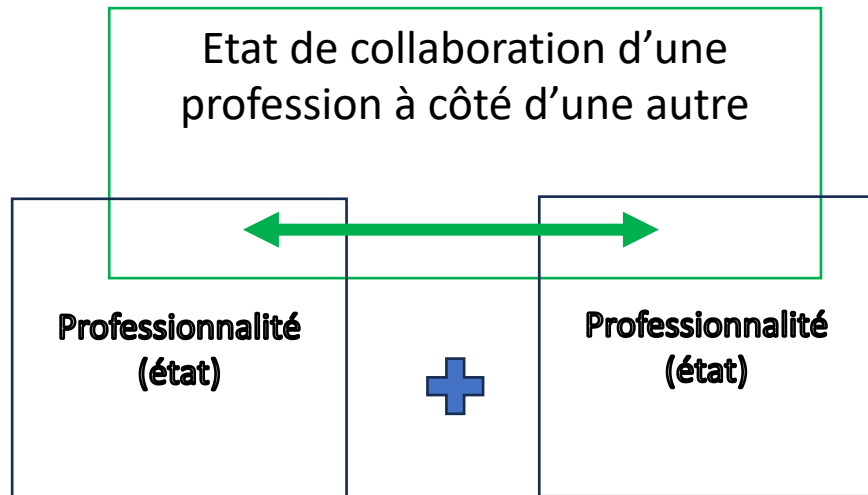 Etat de collaboration d’une
profession à côté d’une autre
Professionnalité
(état)
Professionnalité
(état)